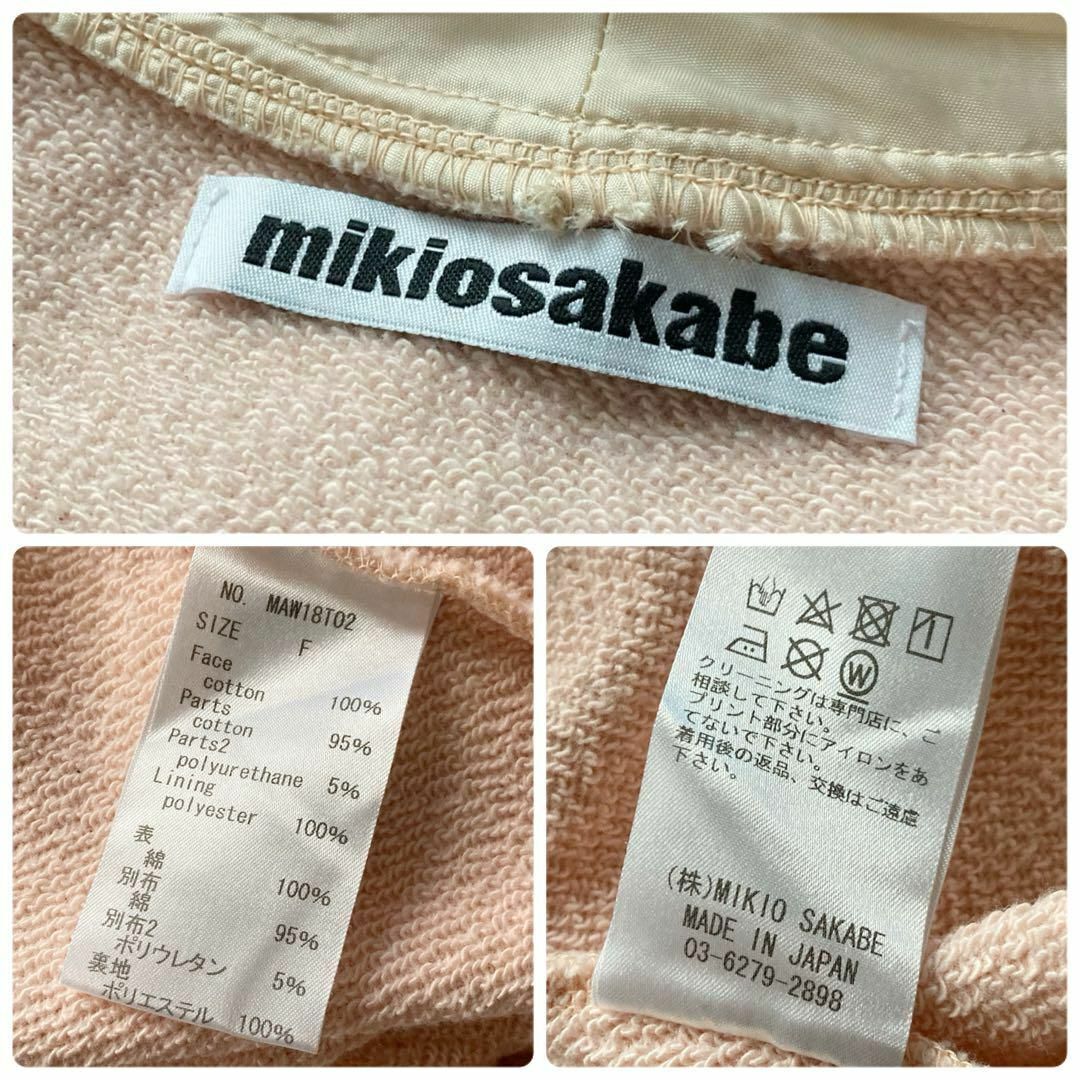 mikiosakabe
NO. MAW18T02
SIZE F
Face
cotton 100%
Parts
cotton 95%
Parts2
polyurethane 5%
Lining
polyester 100%
表
綿 100%
別布
綿 95%
別布2
ポリウレタン 5%
裏地
ポリエステル 100%
W
クリーニングは専門店に、ご
相談して下さい。
プリント部分にアイロンをあ
てないで下さい。
着用後の返品、交換はご遠慮
下さい。
(株)MIKIO SAKABE
MADE IN JAPAN
03-6279-2898